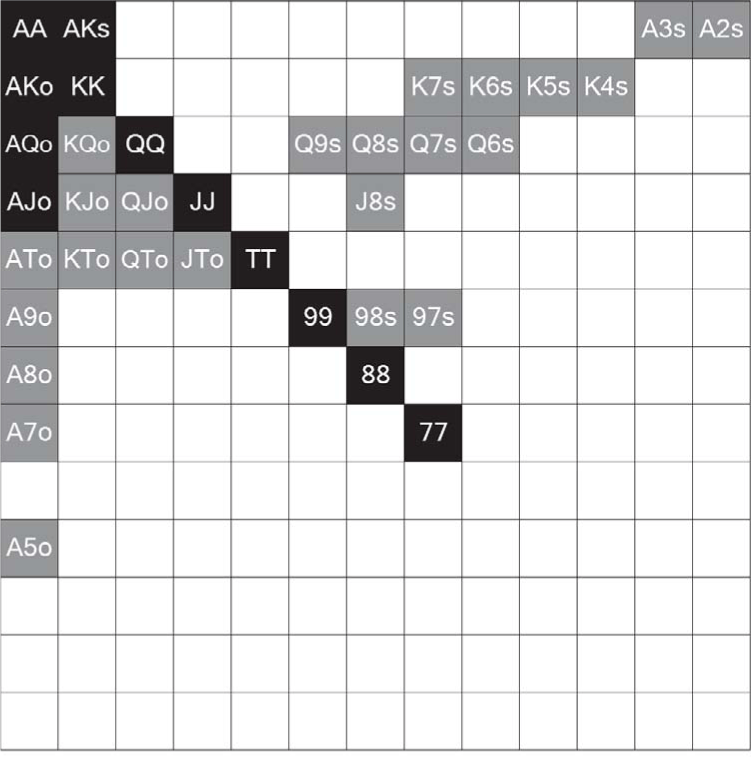 AA AKs A3s A2s
AKo KK K7s K6s K5s K4s
AQo KQo QQ Q9s Q8s Q7s Q6s
AJo KJo QJo JJ J8s
ATo KTo QTo JTo TT
A9o 99 98s 97s
A8o 88
A7o 77
A5o